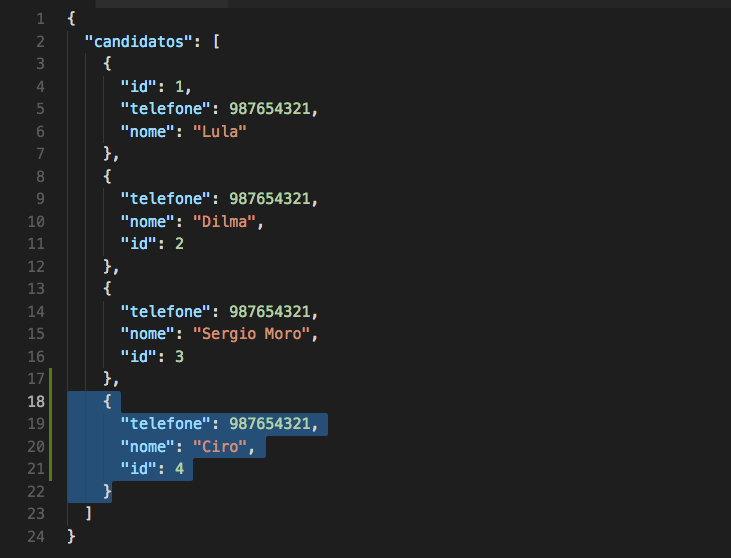 1 {
2 "candidatos": [
3 {
4 "id": 1,
5 "telefone": 987654321,
6 "nome": "Lula"
7 },
8 {
9 "telefone": 987654321,
10 "nome": "Dilma",
11 "id": 2
12 },
13 {
14 "telefone": 987654321,
15 "nome": "Sergio Moro",
16 "id": 3
17 },
18 {
19 "telefone": 987654321,
20 "nome": "Ciro",
21 "id": 4
22 }
23 ]
24 }